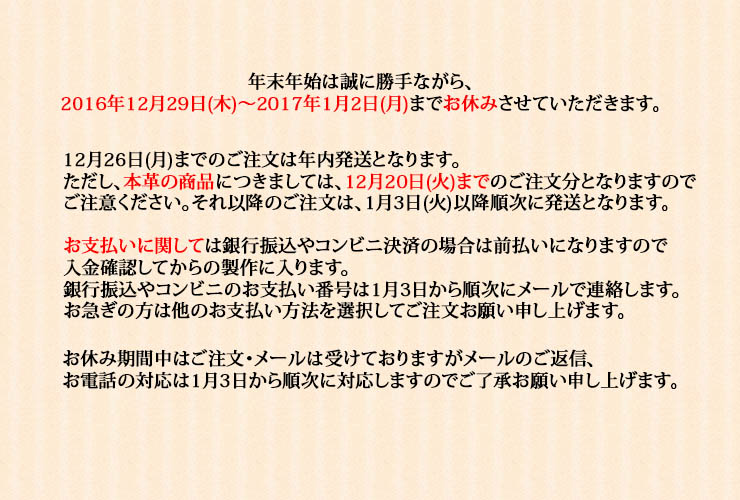 年末年始は誠に勝手ながら、
2016年12月29日(木)～2017年1月2日(月)までお休みさせていただきます。
12月26日(月)までのご注文は年内発送となります。
ただし、本革の商品につきましては、12月20日(火)までのご注文分となりますので
ご注意ください。それ以降のご注文は、1月3日(火)以降順次に発送となります。
お支払いに関しては銀行振込やコンビニ決済の場合は前払いになりますので
入金確認してからの製作に入ります。
銀行振込やコンビニのお支払い番号は1月3日から順次にメールで連絡します。
お急ぎの方は他のお支払い方法を選択してご注文お願い申し上げます。
お休み期間中はご注文・メールは受けておりますがメールのご返信、
お電話の対応は1月3日から順次に対応しますのでご了承お願い申し上げます。